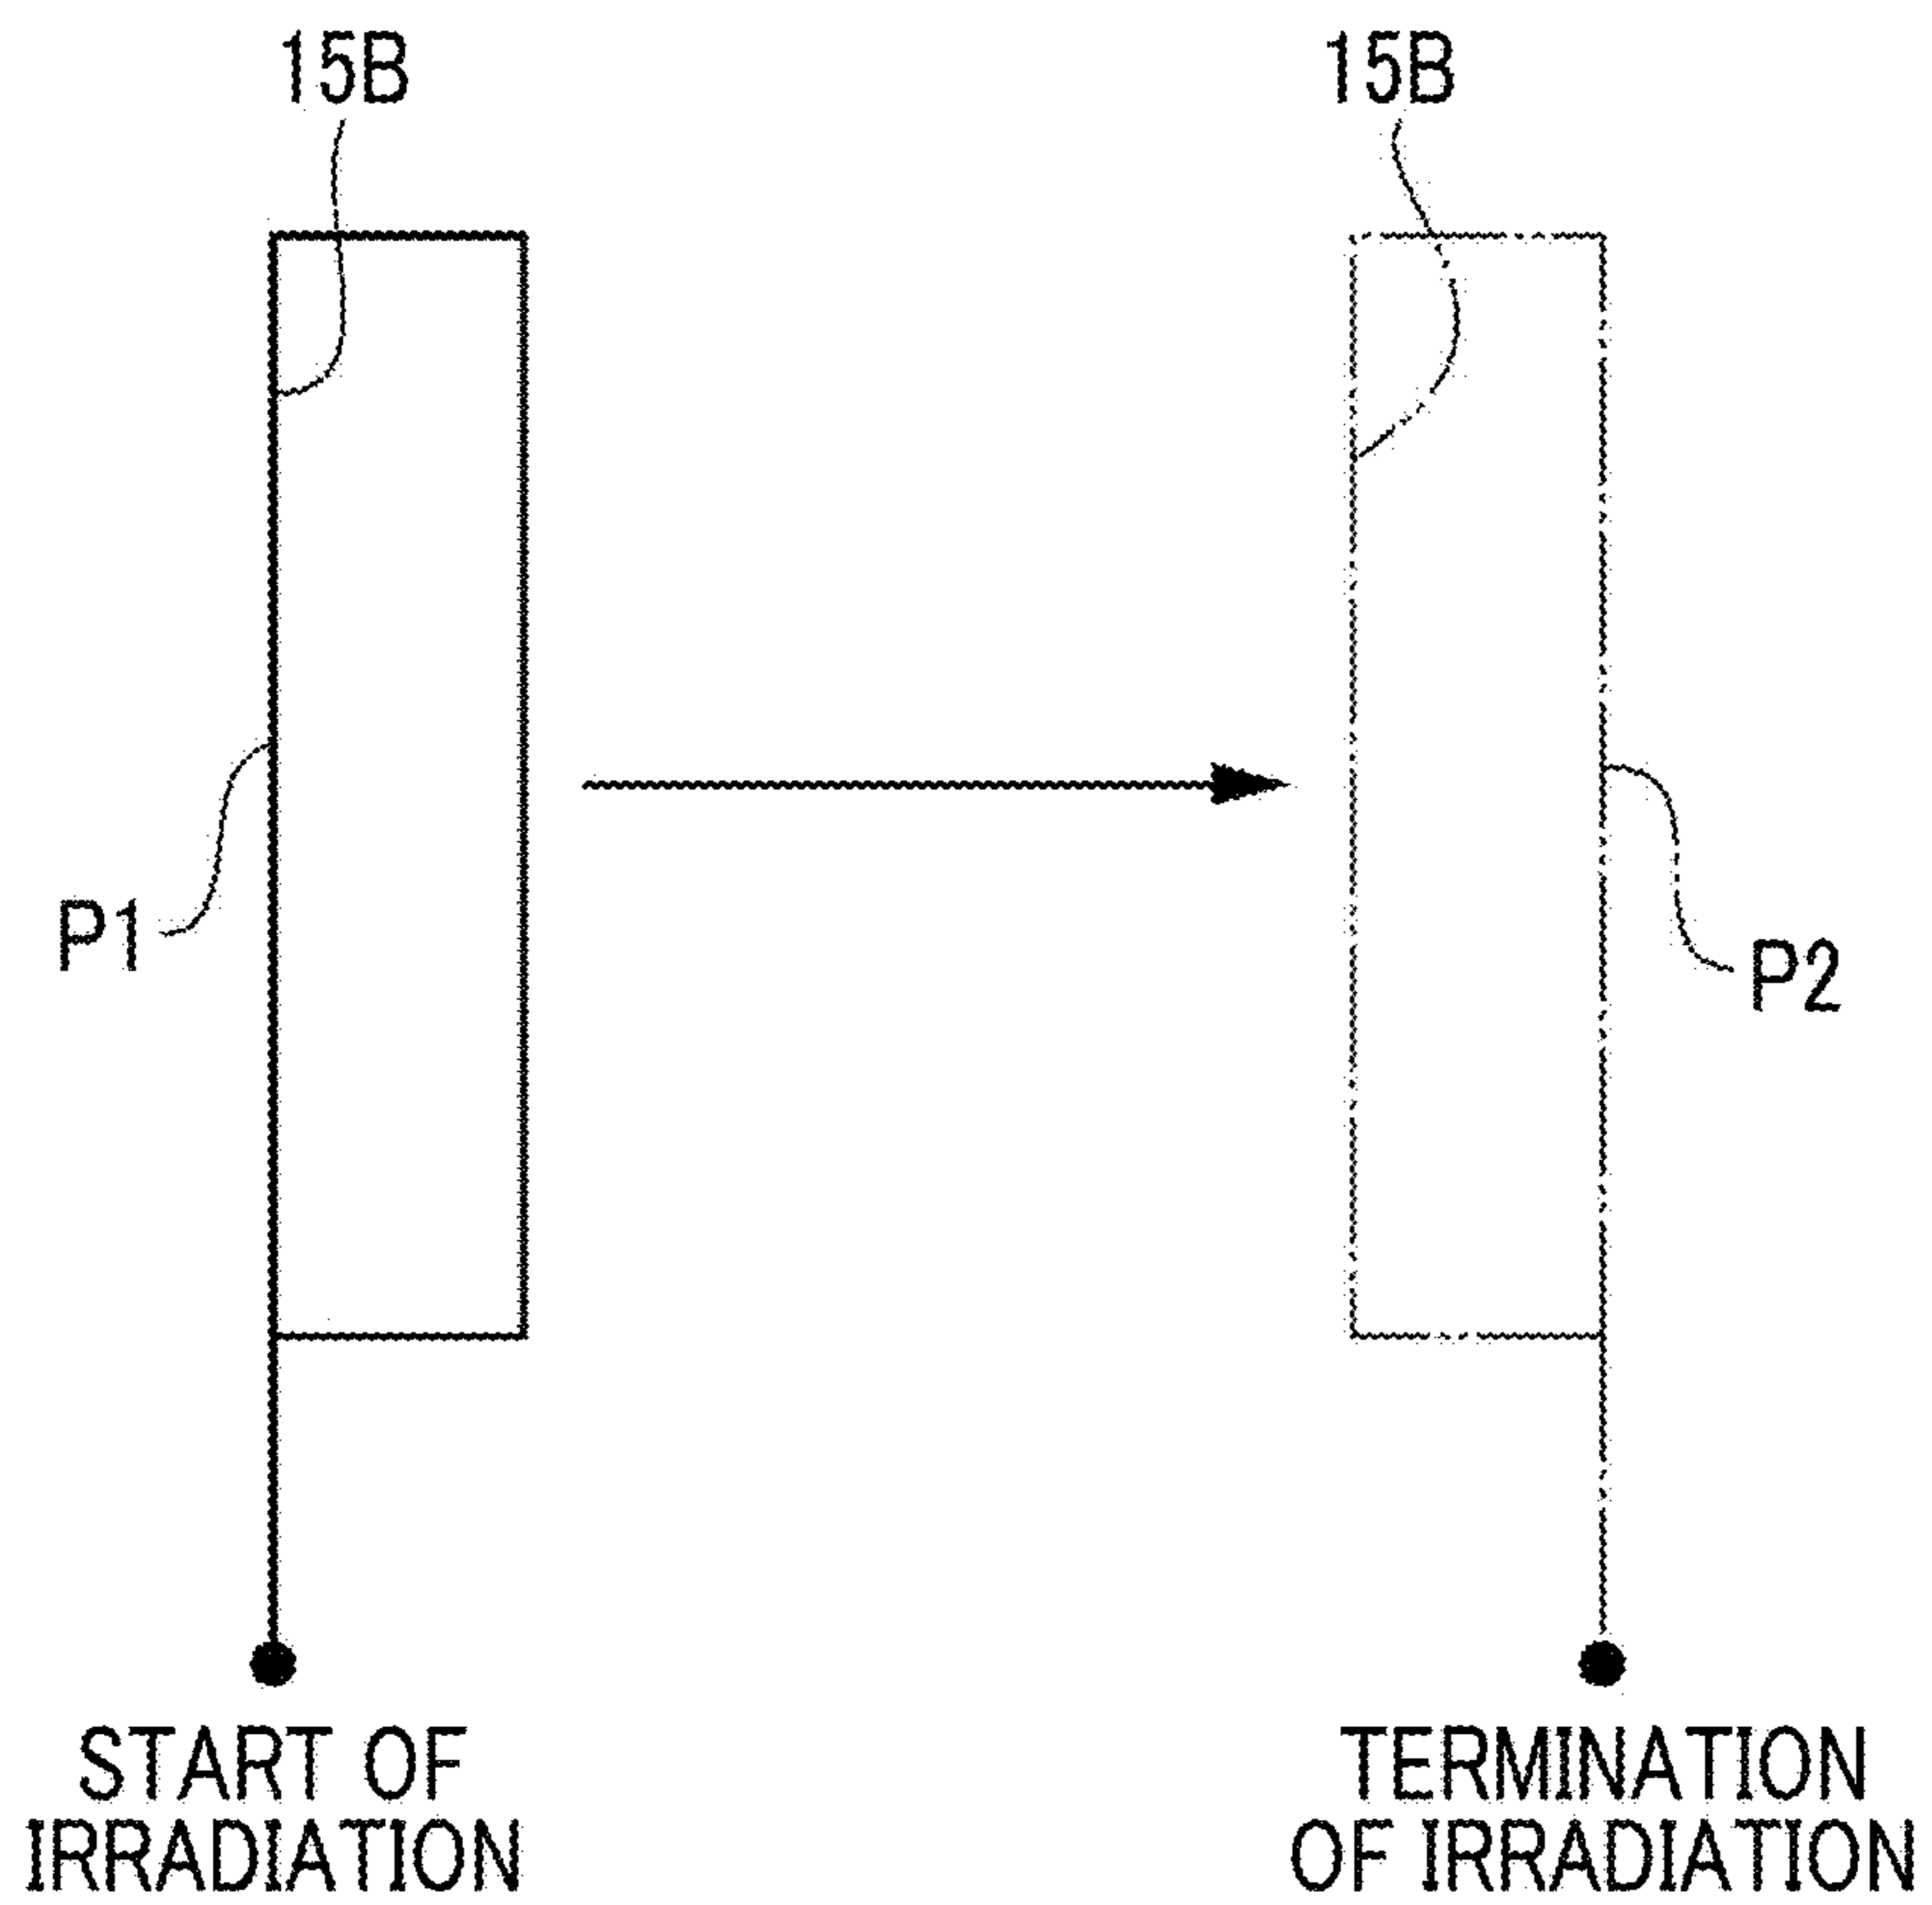 15B
15B
P1
P2
START OF
IRRADIATION
TERMINATION
OF IRRADIATION